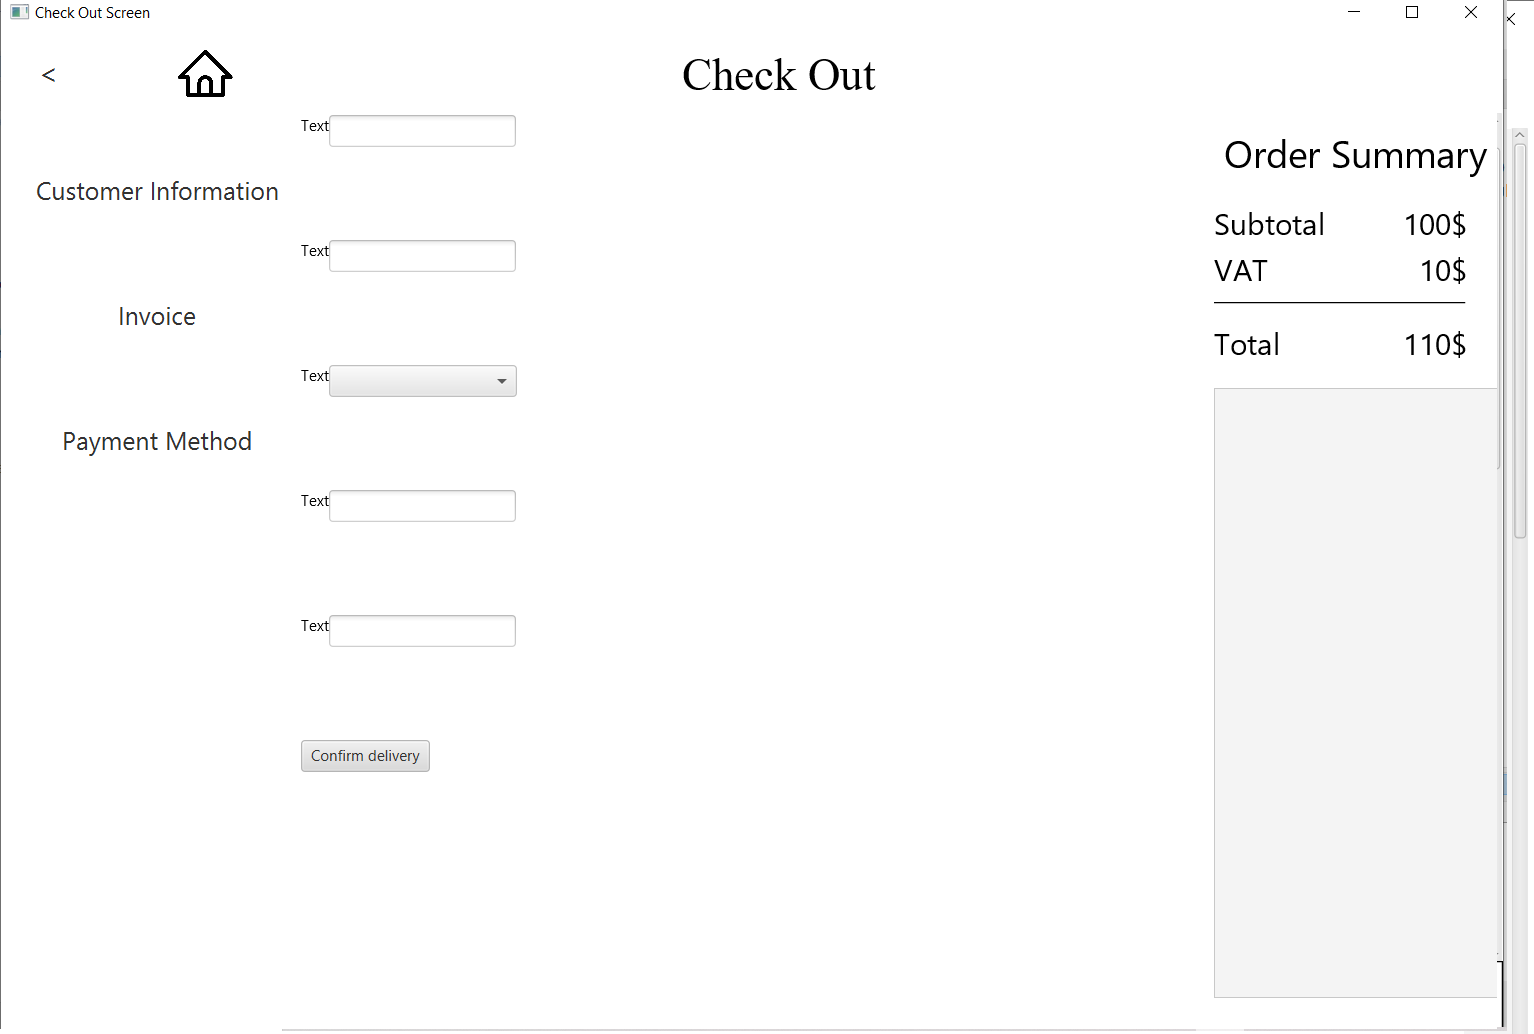 Check Out Screen
<
Check Out
Text
Customer Information
Text
Invoice
Text
Payment Method
Text
Text
Confirm delivery
Order Summary
Subtotal 100$
VAT 10$
Total 110$